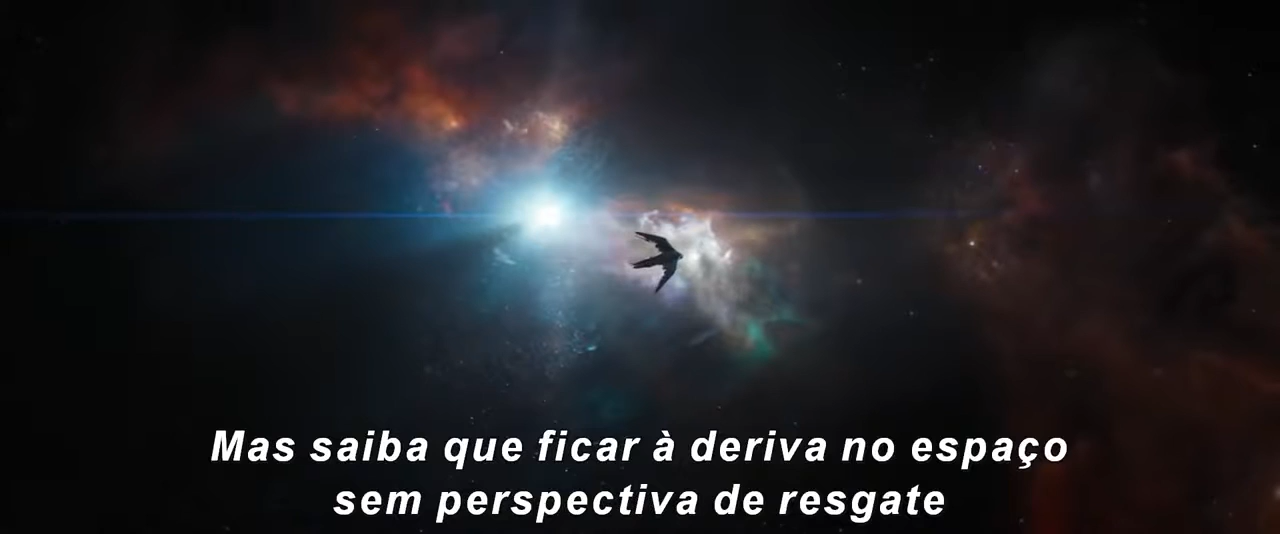 Mas saiba que ficar à deriva no espaço
sem perspectiva de resgate